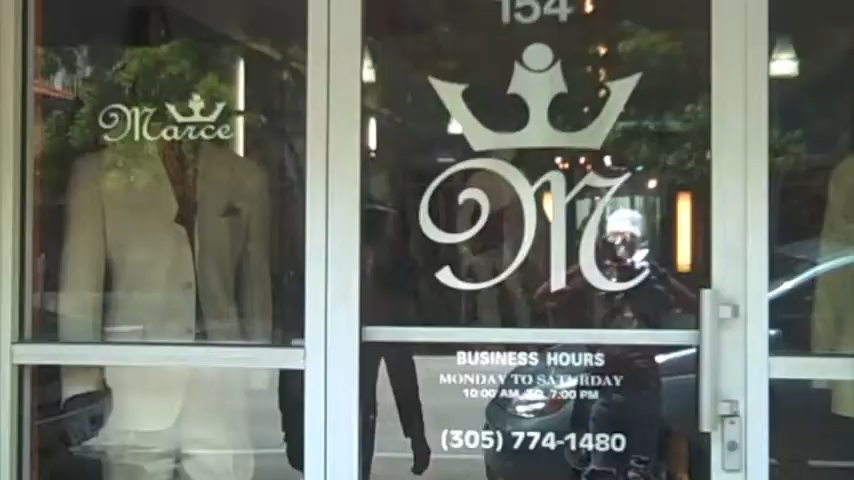 154
Marce
M
BUSINESS HOURS
MONDAY TO SATURDAY
10:00 AM TO 7:00 PM
(305) 774-1480